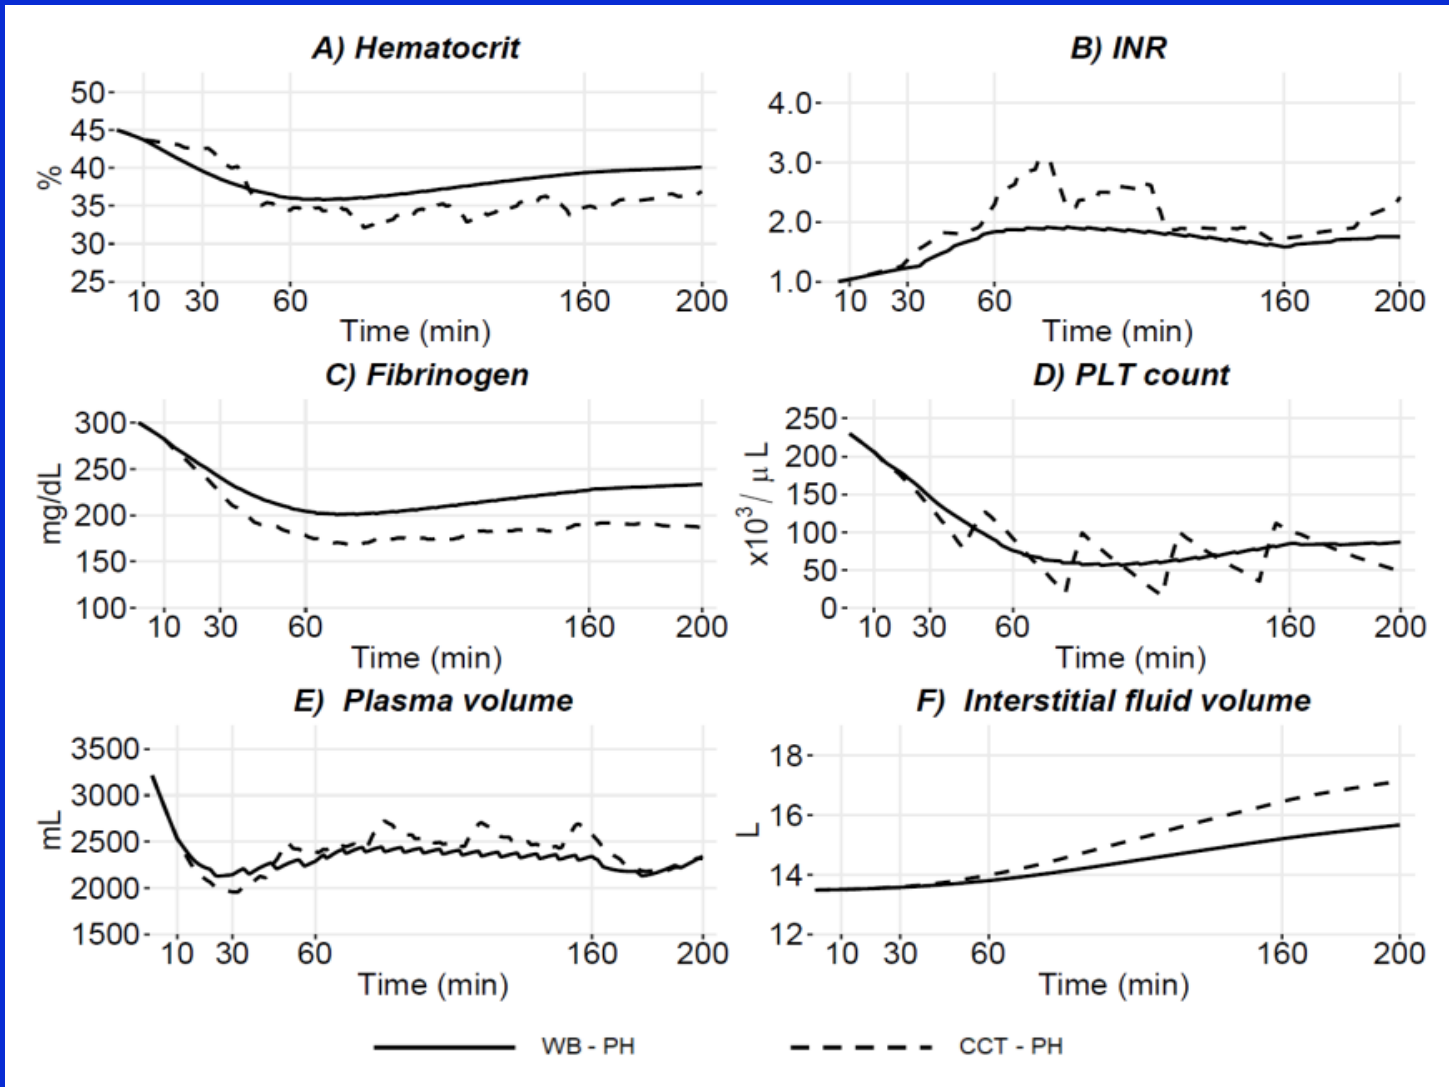 A) Hematocrit
50
45
40
35
30
25
%
10 30 60 160 200
Time (min)
B) INR
4.0
3.0
2.0
1.0
10 30 60 160 200
Time (min)
C) Fibrinogen
300
250
200
150
100
mg/dL
10 30 60 160 200
Time (min)
D) PLT count
250
200
150
100
50
0
x10³/ μ L
10 30 60 160 200
Time (min)
E) Plasma volume
3500
3000
2500
2000
1500
mL
10 30 60 160 200
Time (min)
F) Interstitial fluid volume
18
16
14
12
L
10 30 60 160 200
Time (min)
WB - PH
CCT - PH